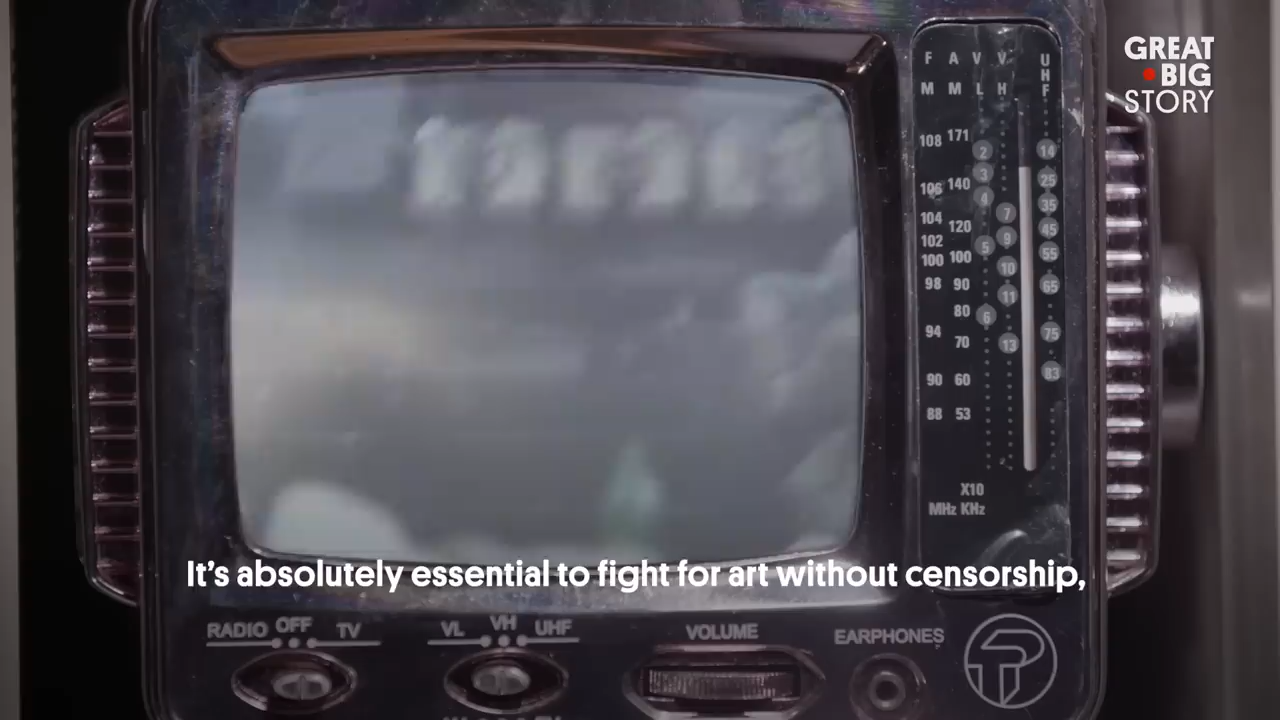 GREAT
BIG
STORY
F A V V U
H
M M L H F
108 171 2 14
3
106 140 4 25
104 7 35
120
102 5 9 45
100 100 10 55
98 90 11 65
80 6
94 70 13 75
90 60 83
88 53
X10
MHz KHz
It's absolutely essential to fight for art without censorship,
RADIO OFF TV
VL VH UHF
VOLUME
EARPHONES